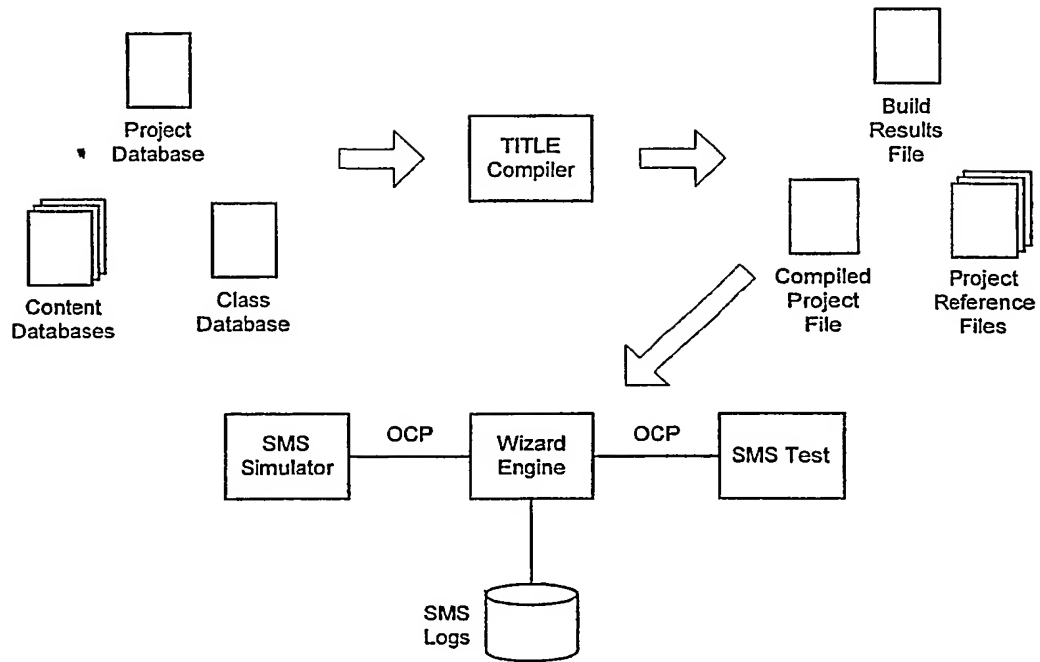 Project
Database
Content
Databases
Class
Database
TITLE
Compiler
Build
Results
File
Compiled
Project
File
Project
Reference
Files
SMS
Simulator
OCP
Wizard
Engine
OCP
SMS Test
SMS
Logs